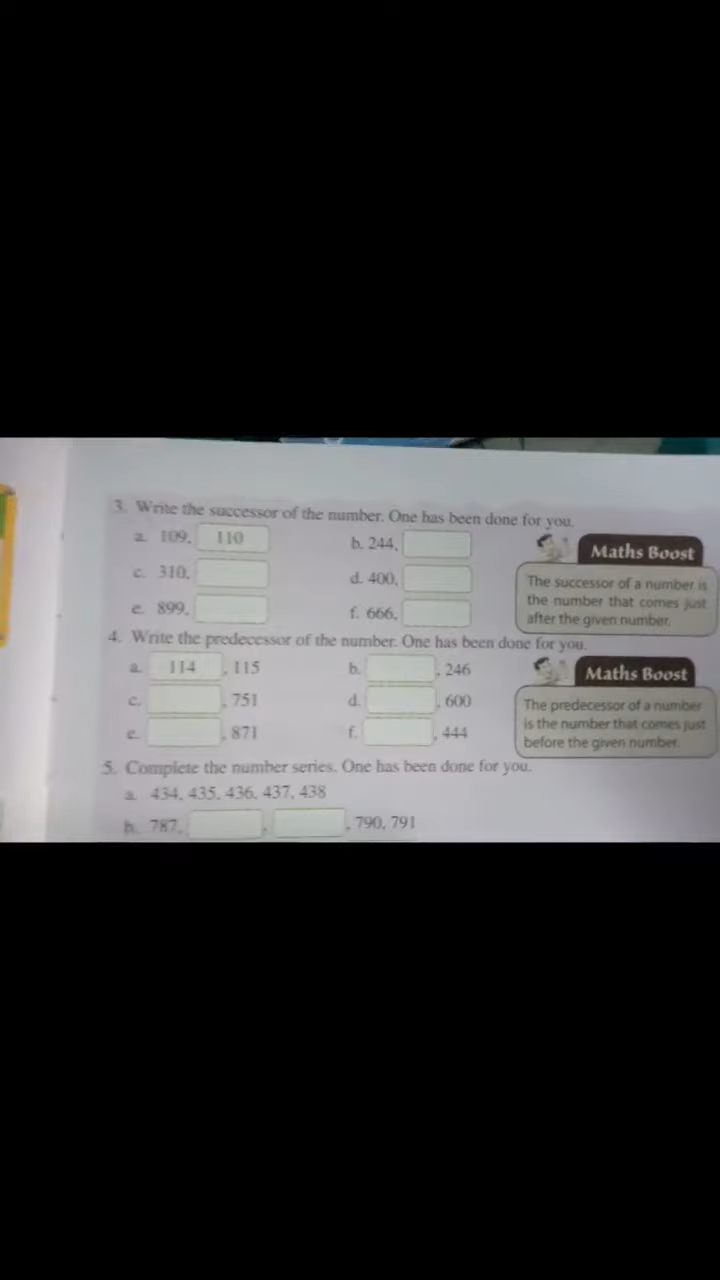 3. Write the successor of the number. One has been done for you.
a. 109, 110 b. 244,
c. 310, d. 400,
e. 899, f. 666,
Maths Boost
The successor of a number is
the number that comes just
after the given number.
4. Write the predecessor of the number. One has been done for you.
a. 114, 115 b. , 246
c. , 751 d. , 600
e. , 871 f. , 444
Maths Boost
The predecessor of a number
is the number that comes just
before the given number.
5. Complete the number series. One has been done for you.
a. 434, 435, 436, 437, 438
b. 787, , , 790, 791